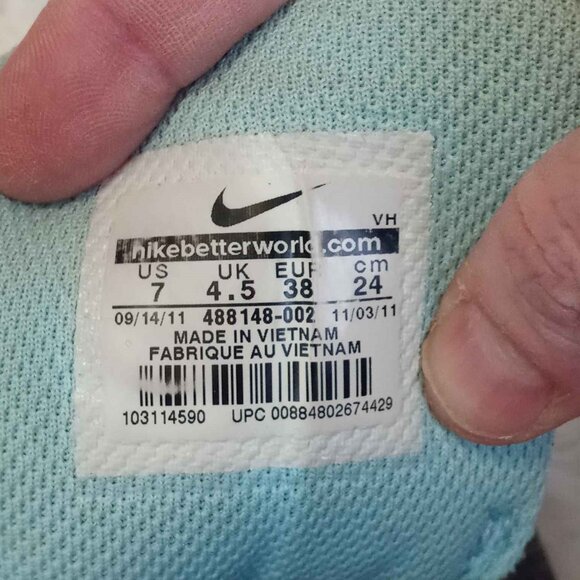 VH
nikebetterworld.com
US UK EUR cm
7 4.5 38 24
09/14/11 488148-002 11/03/11
MADE IN VIETNAM
FABRIQUE AU VIETNAM
103114590 UPC 00884802674429